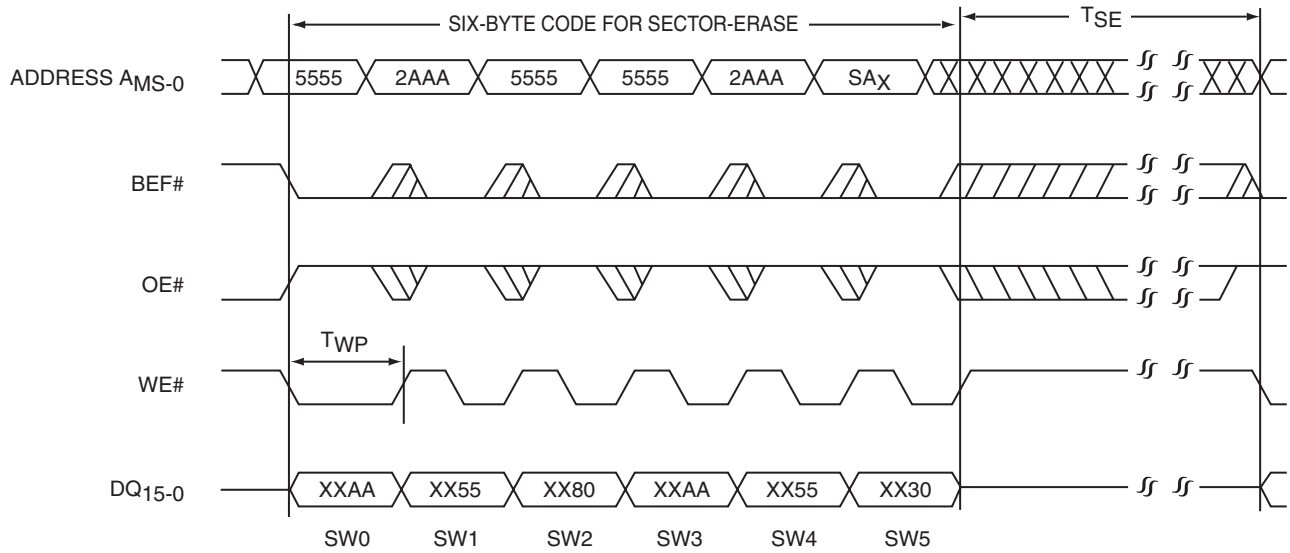 SIX-BYTE CODE FOR SECTOR-ERASE TSE
ADDRESS AMS-0 5555 2AAA 5555 5555 2AAA SAX
BEF#
OE#
TWP
WE#
DQ15-0 XXAA XX55 XX80 XXAA XX55 XX30
SW0 SW1 SW2 SW3 SW4 SW5